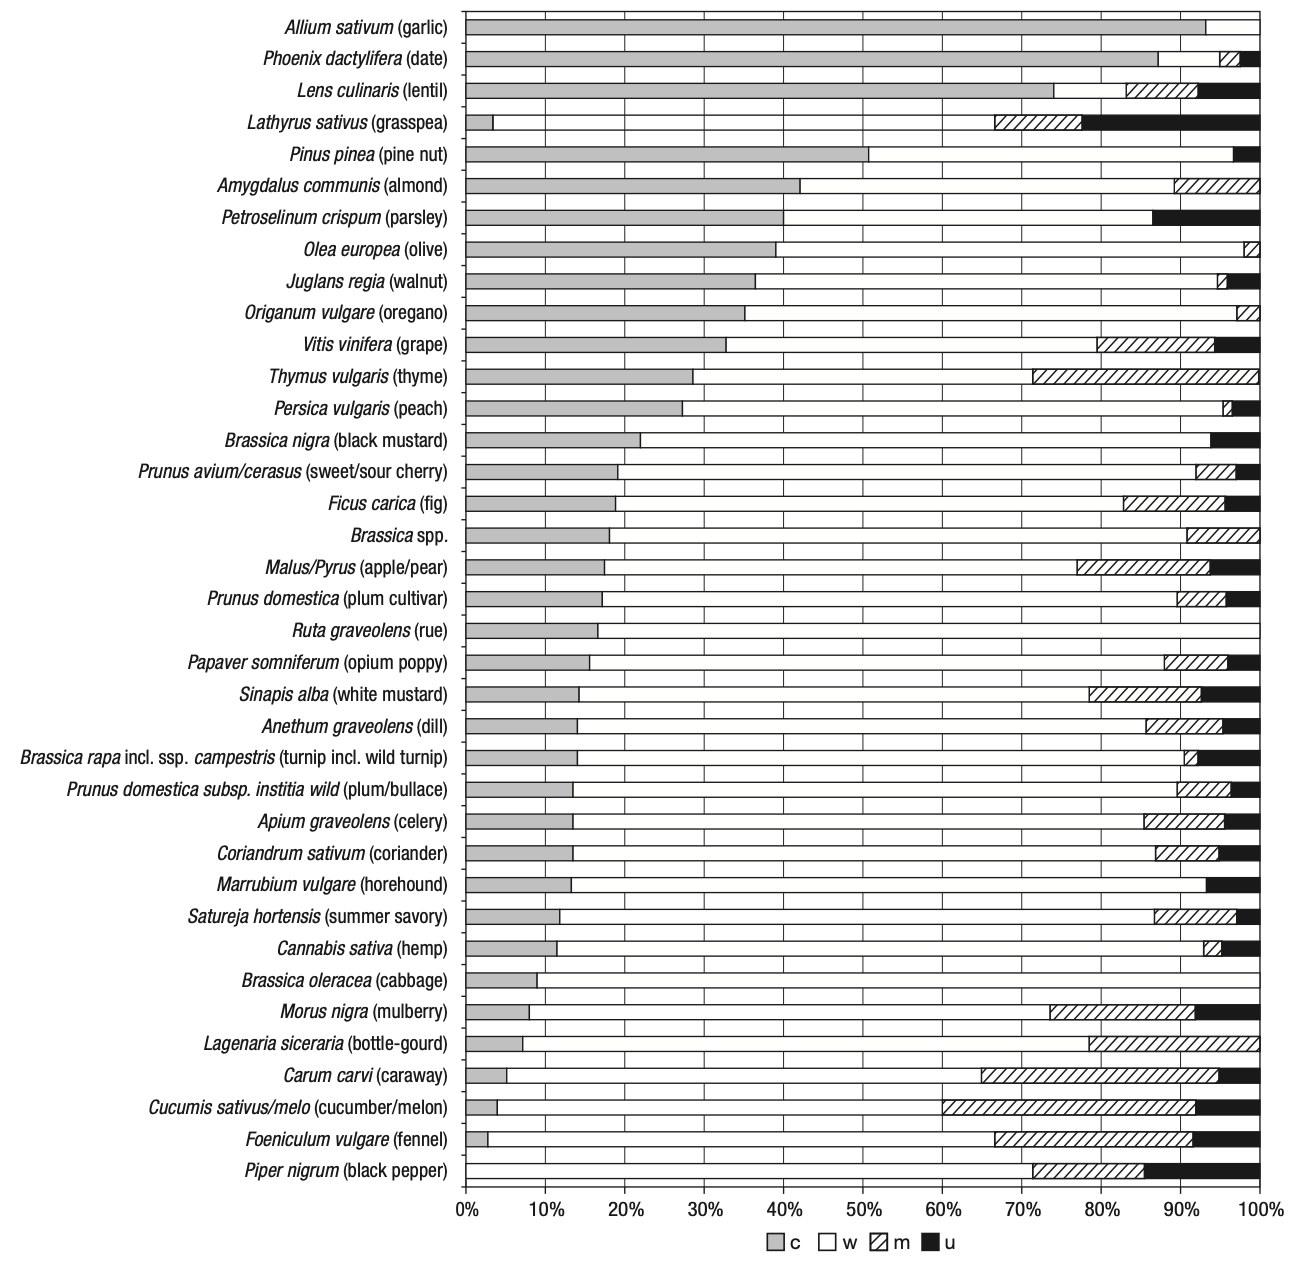 Allium sativum (garlic)
Phoenix dactylifera (date)
Lens culinaris (lentil)
Lathyrus sativus (grasspea)
Pinus pinea (pine nut)
Amygdalus communis (almond)
Petroselinum crispum (parsley)
Olea europea (olive)
Juglans regia (walnut)
Origanum vulgare (oregano)
Vitis vinifera (grape)
Thymus vulgaris (thyme)
Persica vulgaris (peach)
Brassica nigra (black mustard)
Prunus avium/cerasus (sweet/sour cherry)
Ficus carica (fig)
Brassica spp.
Malus/Pyrus (apple/pear)
Prunus domestica (plum cultivar)
Ruta graveolens (rue)
Papaver somniferum (opium poppy)
Sinapis alba (white mustard)
Anethum graveolens (dill)
Brassica rapa incl. ssp. campestris (turnip incl. wild turnip)
Prunus domestica subsp. institia wild (plum/bullace)
Apium graveolens (celery)
Coriandrum sativum (coriander)
Marrubium vulgare (horehound)
Satureja hortensis (summer savory)
Cannabis sativa (hemp)
Brassica oleracea (cabbage)
Morus nigra (mulberry)
Lagenaria siceraria (bottle-gourd)
Carum carvi (caraway)
Cucumis sativus/melo (cucumber/melon)
Foeniculum vulgare (fennel)
Piper nigrum (black pepper)
0% 10% 20% 30% 40% 50% 60% 70% 80% 90% 100%
c w m u